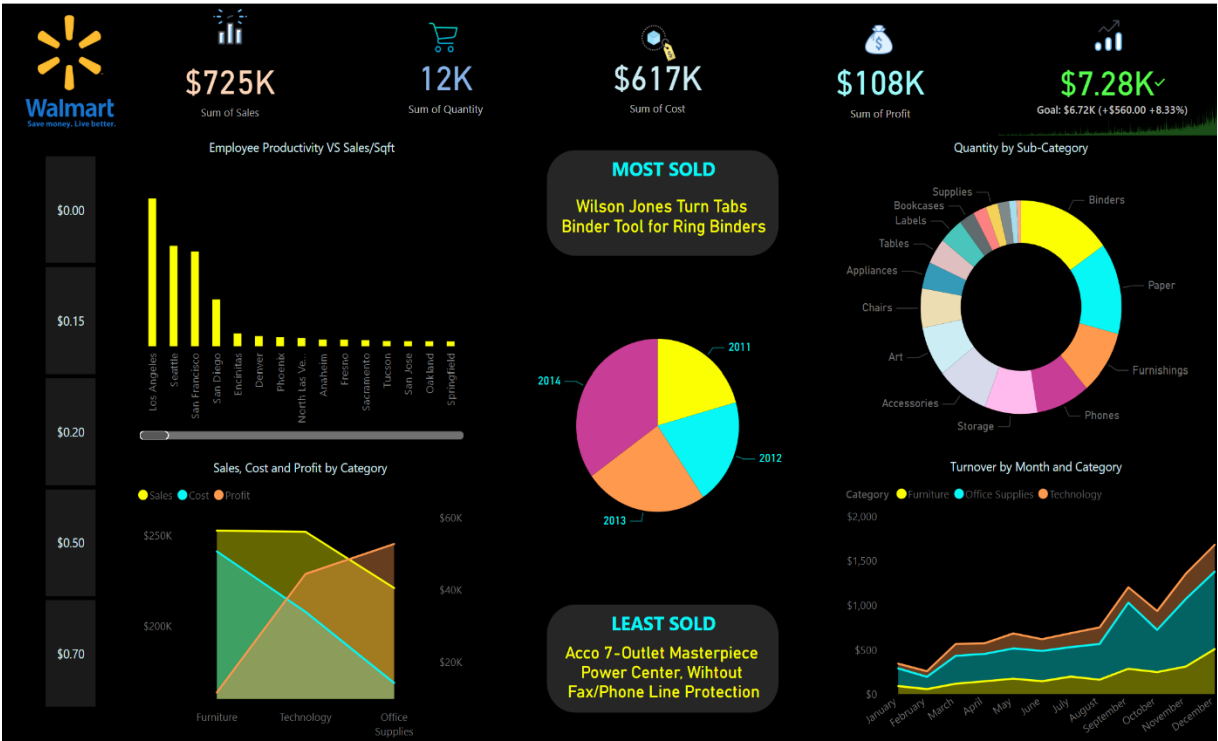 Walmart
Save money. Live better.
$725K
Sum of Sales
12K
Sum of Quantity
$617K
Sum of Cost
$108K
Sum of Profit
$7.28K
Goal: $6.72K (+$560.00 +8.33%)
$0.00
$0.15
$0.20
$0.50
$0.70
Employee Productivity VS Sales/Sqft
Los Angeles
Seattle
San Francisco
San Diego
Encinitas
Denver
Phoenix
North Las Ve...
Anaheim
Fresno
Sacramento
Tucson
San Jose
Oakland
Springfield
MOST SOLD
Wilson Jones Turn Tabs
Binder Tool for Ring Binders
Quantity by Sub-Category
Supplies
Bookcases
Labels
Tables
Appliances
Chairs
Art
Accessories
Storage
Binders
Paper
Furnishings
Phones
2011
2012
2013
2014
Sales, Cost and Profit by Category
Sales Cost Profit
$250K
$200K
$60K
$40K
$20K
Furniture
Technology
Office
Supplies
LEAST SOLD
Acco 7-Outlet Masterpiece
Power Center, Wihtout
Fax/Phone Line Protection
Turnover by Month and Category
Category Furniture Office Supplies Technology
$2,000
$1,500
$1,000
$500
$0
January
February
March
April
May
June
July
August
September
October
November
December